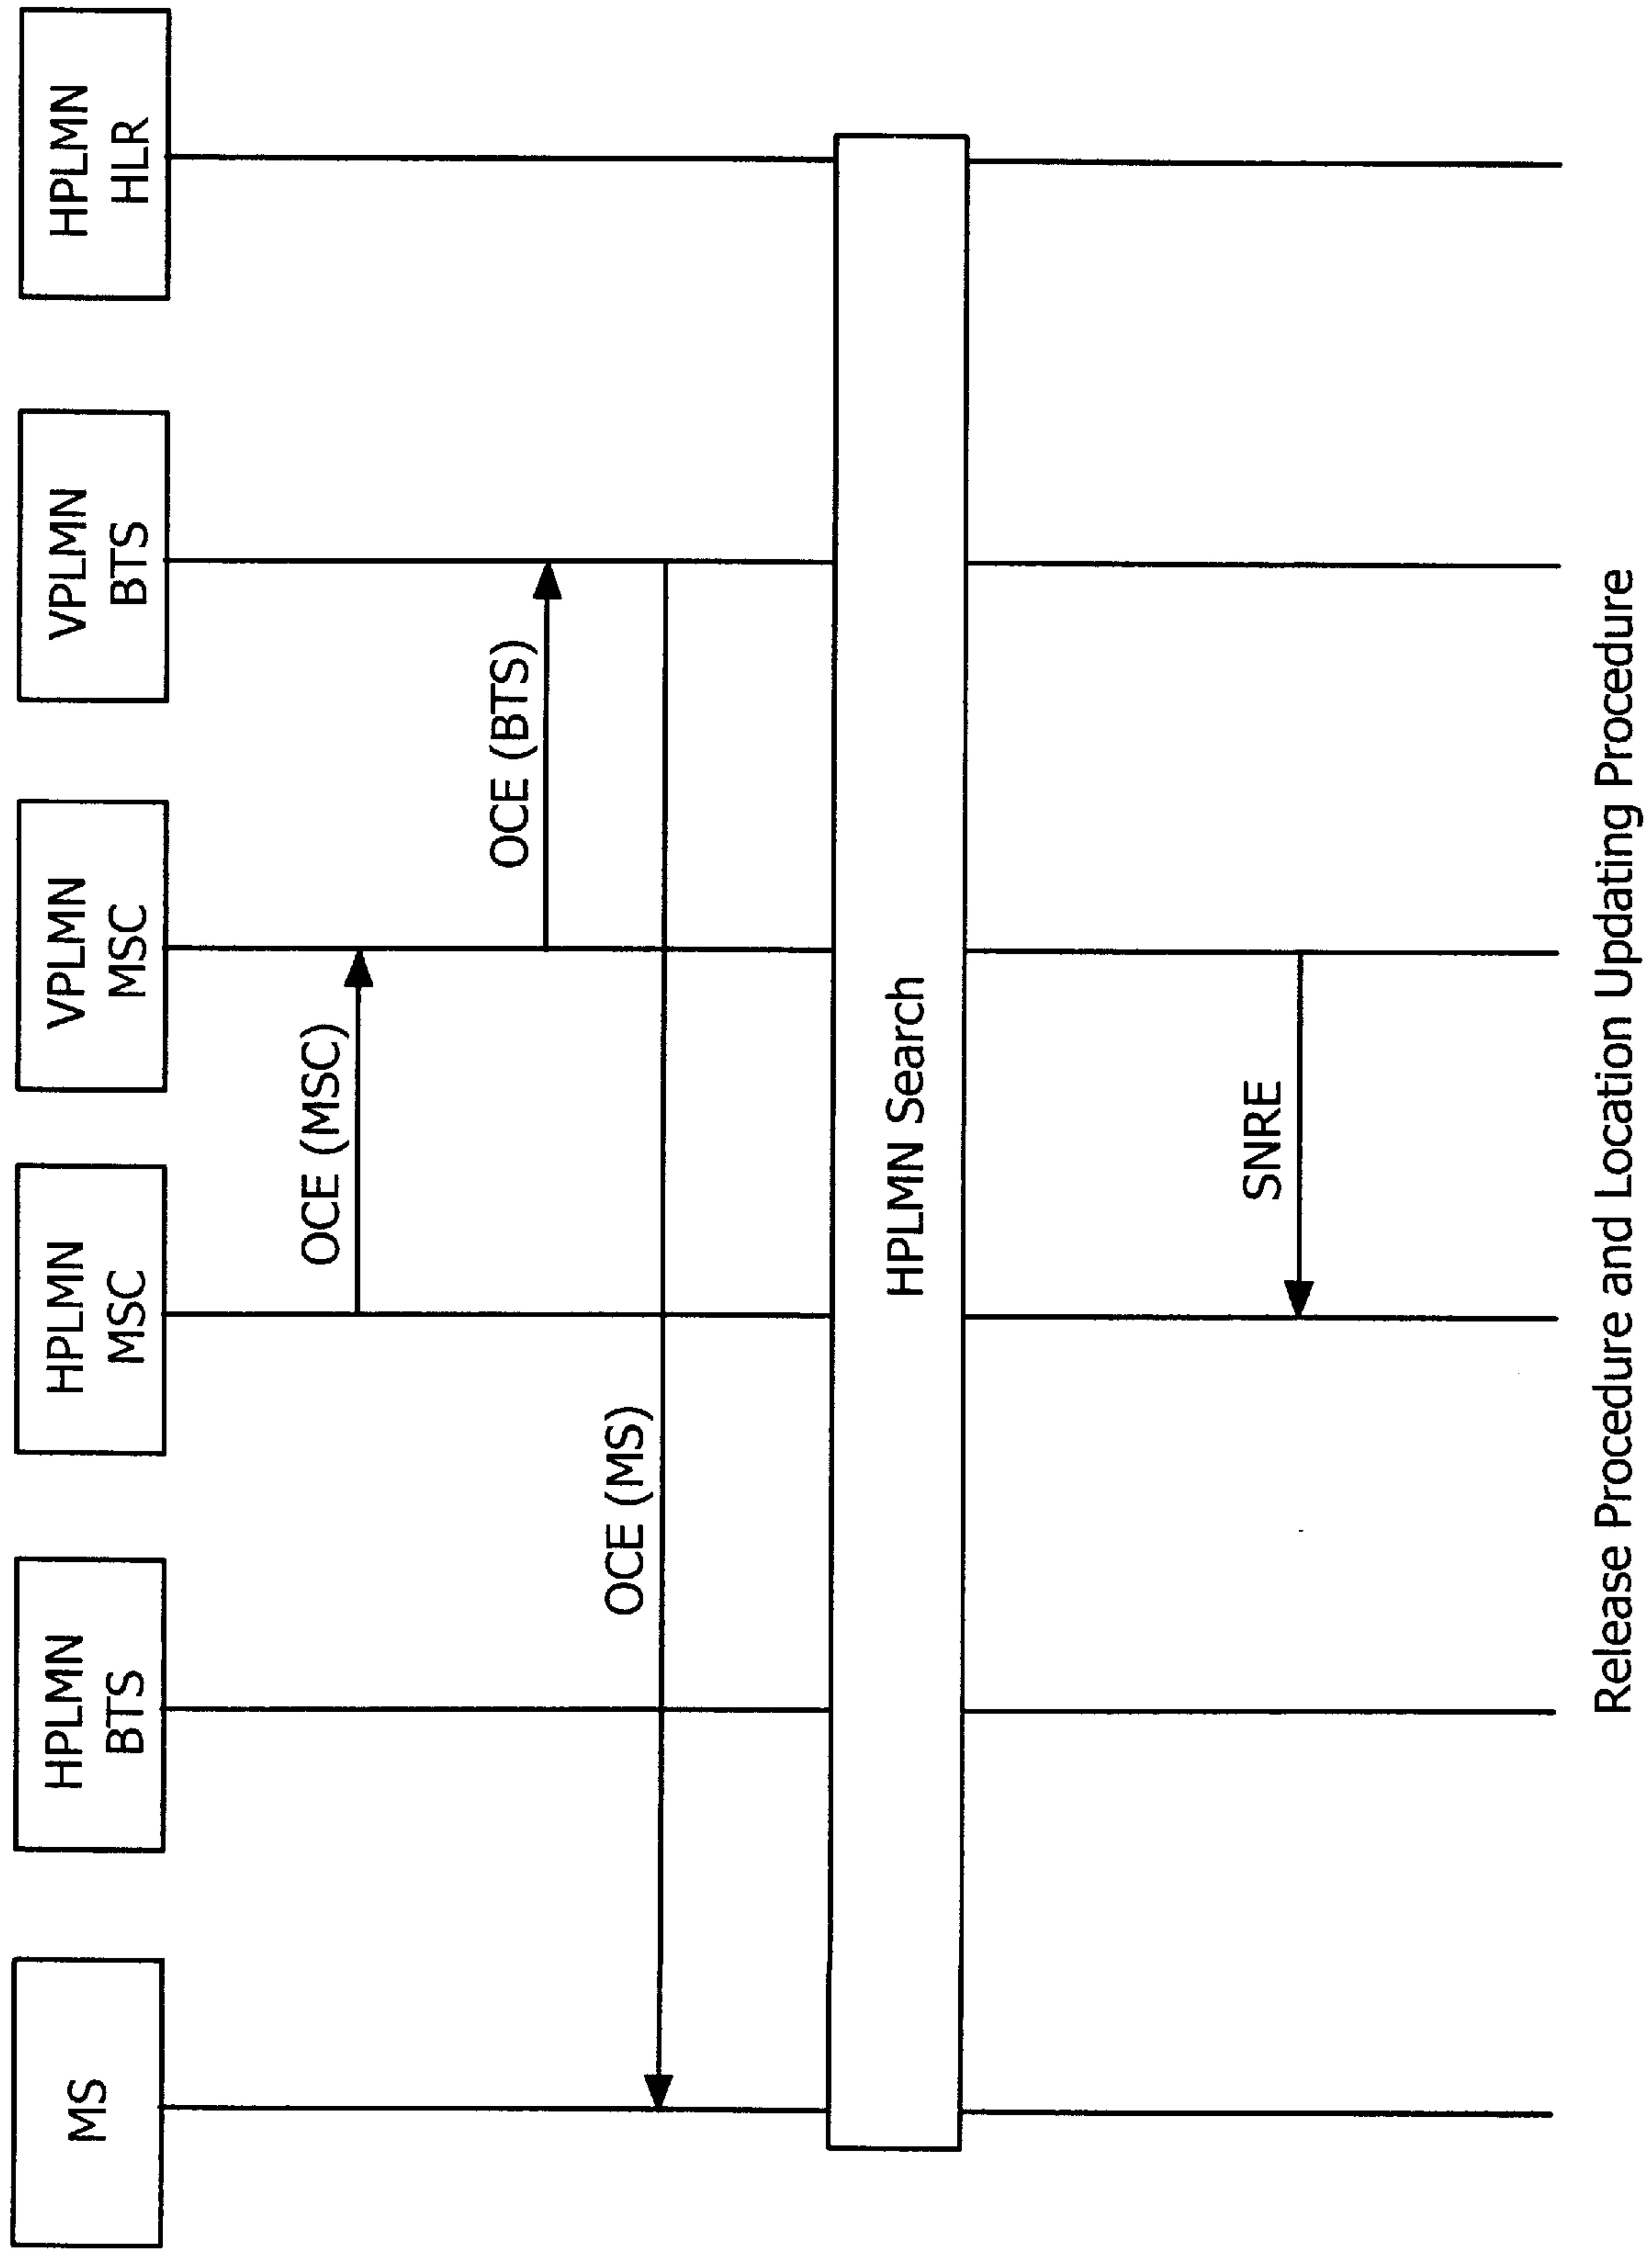 MS
HPLMN
BTS
HPLMN
MSC
VPLMN
MSC
VPLMN
BTS
HPLMN
HLR
OCE (MSC)
OCE (BTS)
OCE (MS)
HPLMN Search
SNRE
Release Procedure and Location Updating Procedure